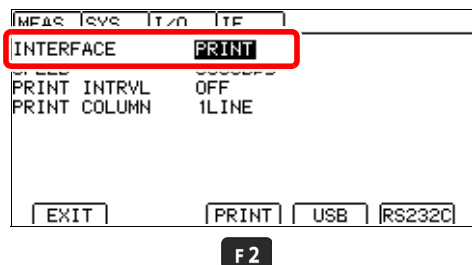 MEAS SYS I/O IF
INTERFACE PRINT
PRINT INTRVL OFF
PRINT COLUMN 1LINE
EXIT PRINT USB RS232C
F2